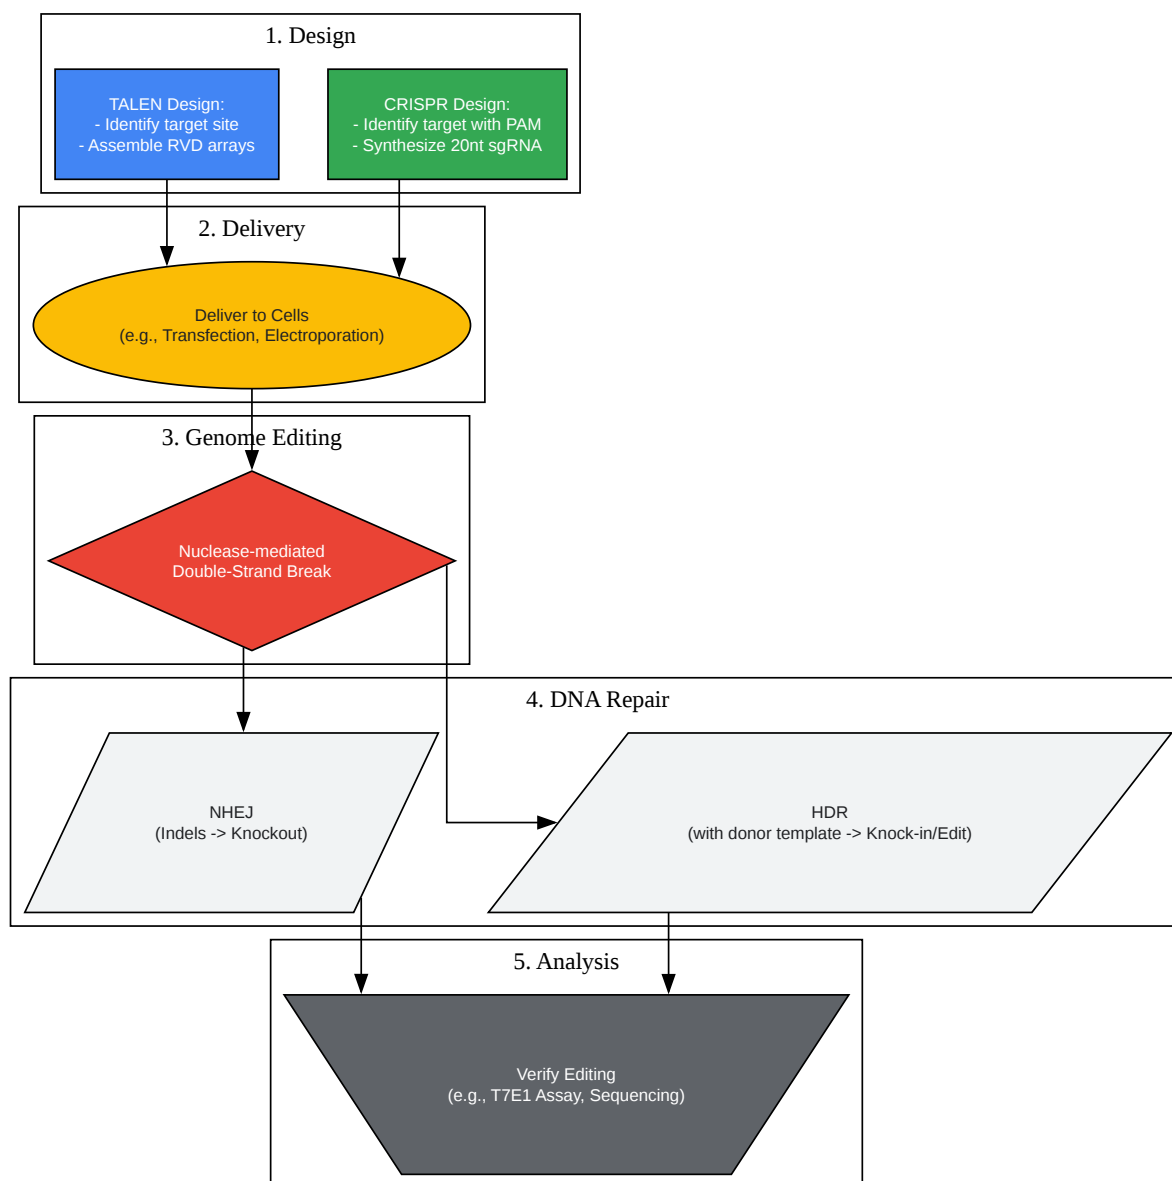 1. Design
TALEN Design:
- Identify target site
- Assemble RVD arrays
CRISPR Design:
- Identify target with PAM
- Synthesize 20nt sgRNA
2. Delivery
Deliver to Cells
(e.g., Transfection, Electroporation)
3. Genome Editing
Nuclease-mediated
Double-Strand Break
4. DNA Repair
NHEJ
(Indels -> Knockout)
HDR
(with donor template -> Knock-in/Edit)
5. Analysis
Verify Editing
(e.g., T7E1 Assay, Sequencing)